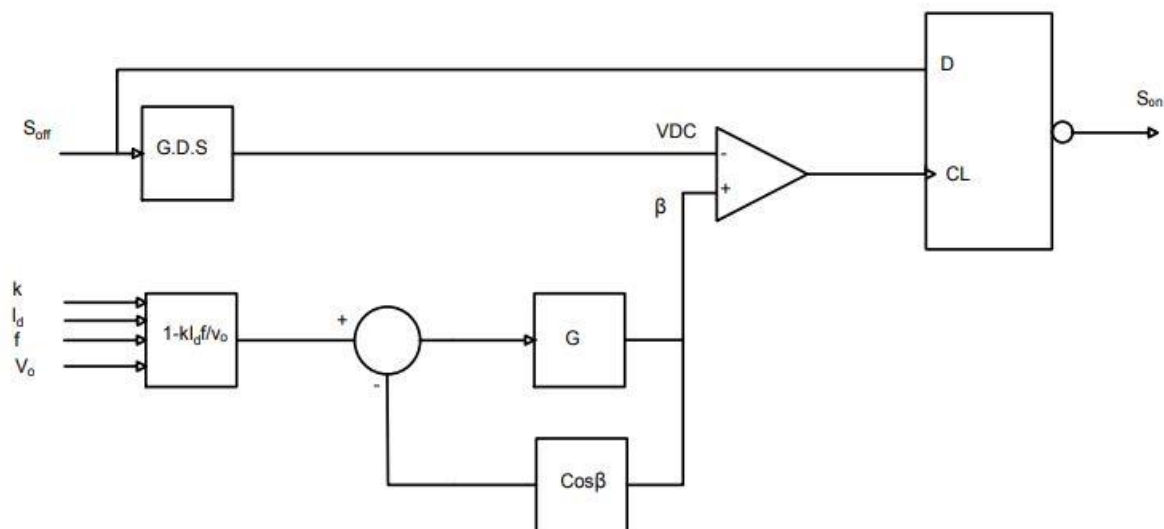 D
S_on
S_off
G.D.S
VDC
-
+
CL
β
k
I_d
f
V_o
1-kI_df/v_o
+
-
G
Cosβ